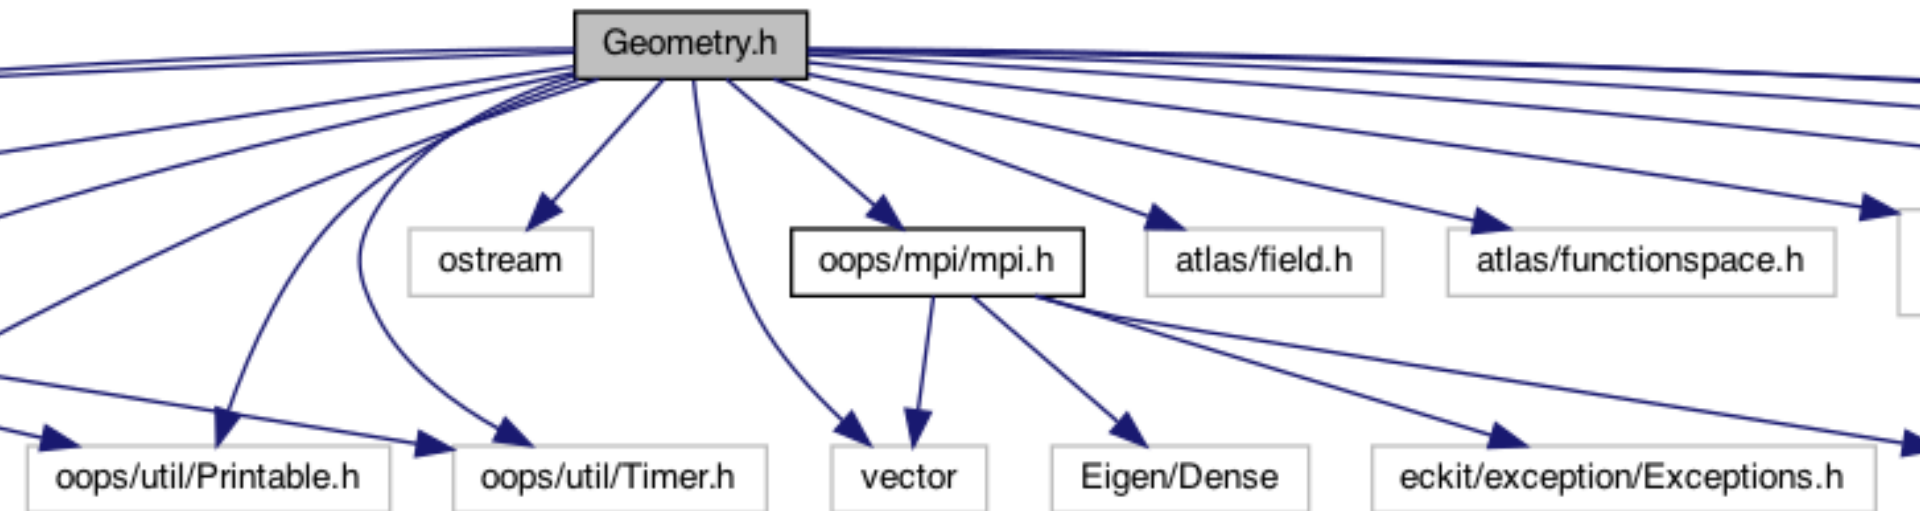 Geometry.h
ostream
oops/mpi/mpi.h
atlas/field.h
atlas/functionspace.h
oops/util/Printable.h
oops/util/Timer.h
vector
Eigen/Dense
eckit/exception/Exceptions.h